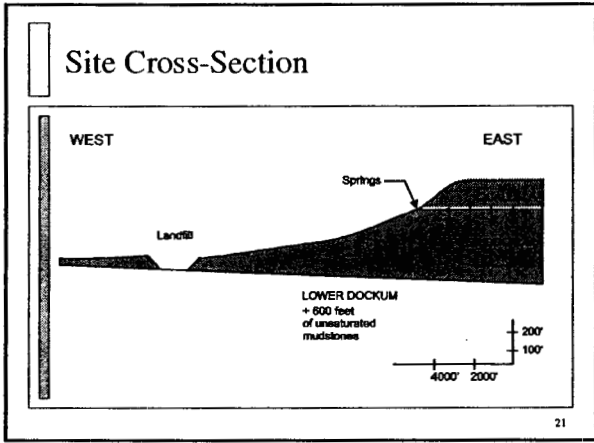 Site Cross-Section
WEST
EAST
Springs
Landfill
LOWER DOCKUM
+ 600 feet
of unsaturated
mudstones
200'
100'
4000' 2000'
21